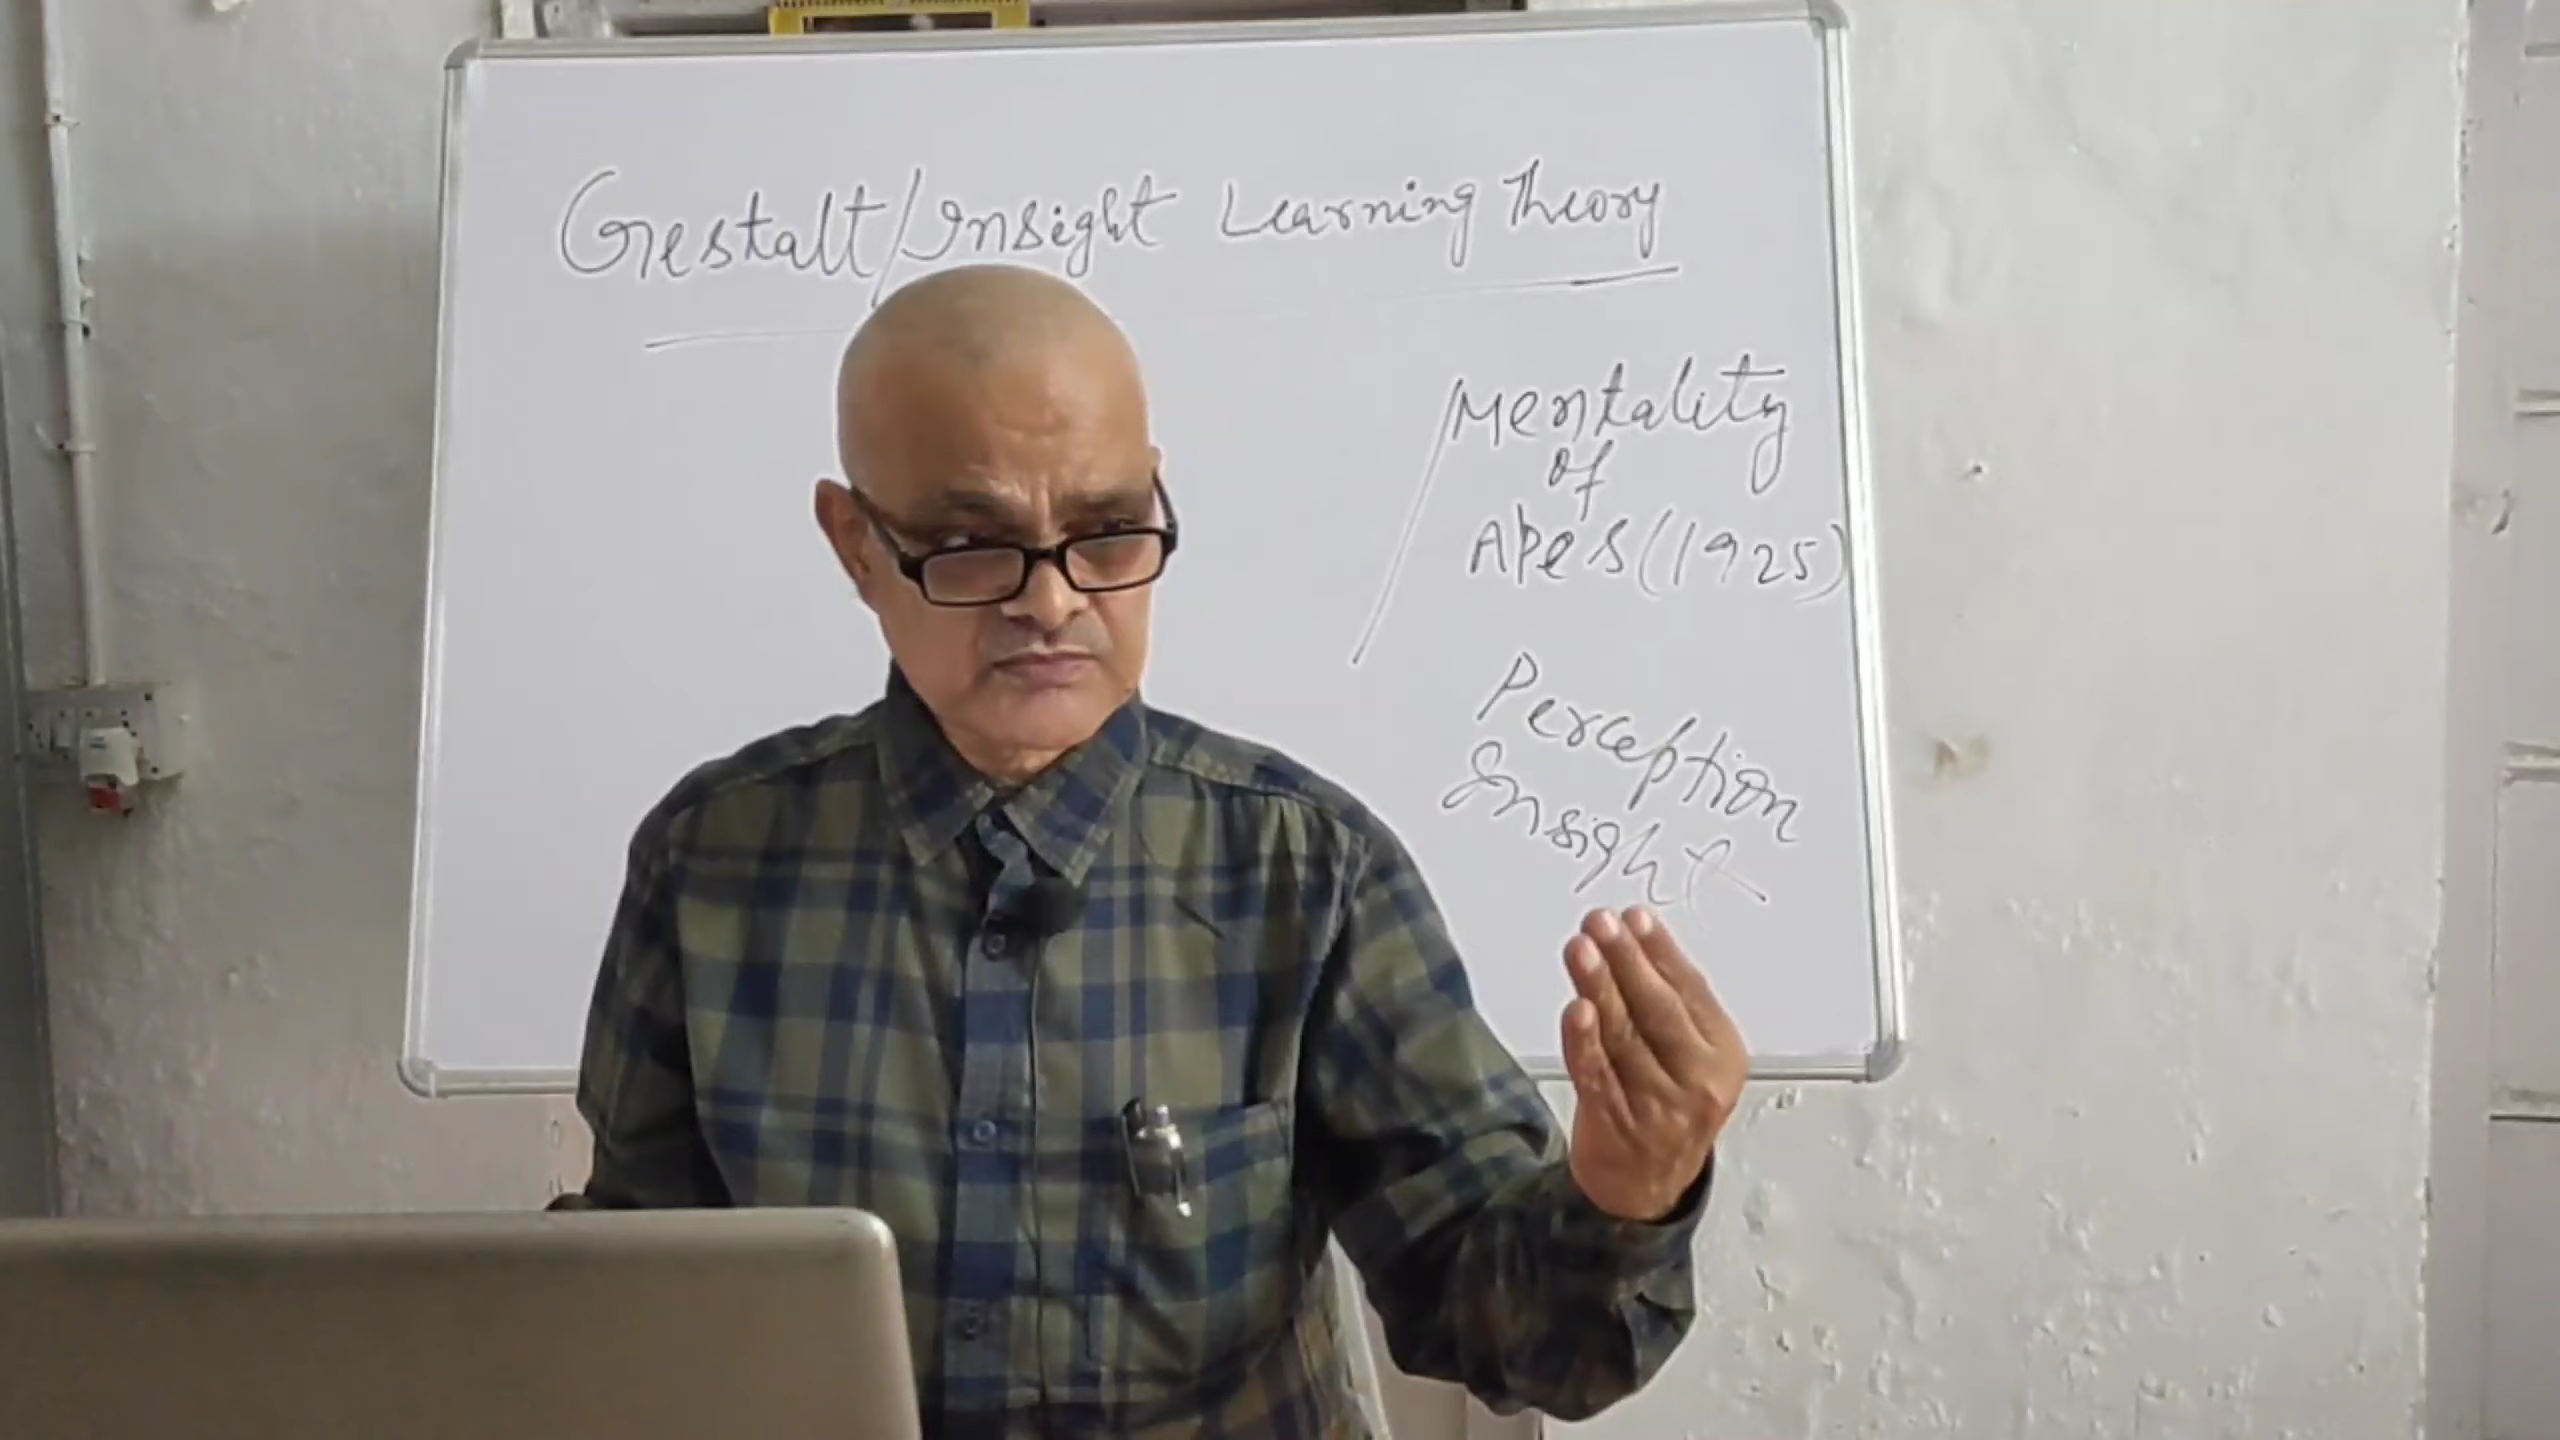 Gestalt/Insight Learning Theory
Mentality
of
Apes (1925)
Perception
Insight